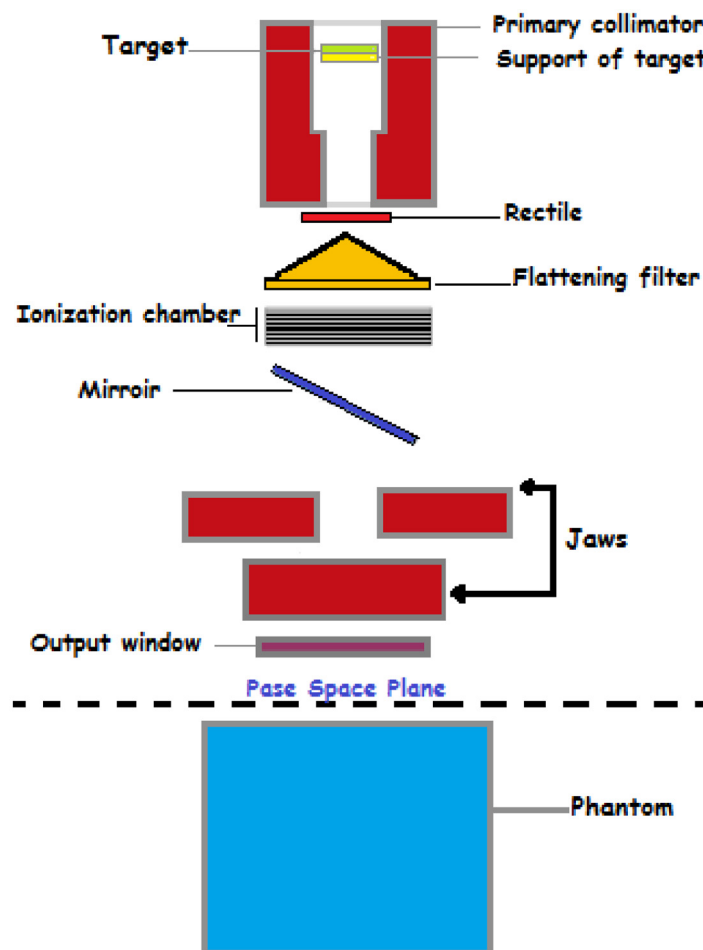 Primary collimator
Target
Support of target
Rectile
Flattening filter
Ionization chamber
Mirroir
Jaws
Output window
Pase Space Plane
Phantom